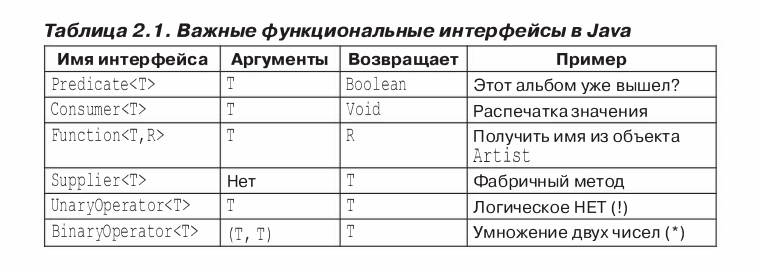 Таблица 2.1. Важные функциональные интерфейсы в Java
Имя интерфейса Аргументы Возвращает Пример
Predicate<T> T Boolean Этот альбом уже вышел?
Consumer<T> T Void Распечатка значения
Function<T,R> T R Получить имя из объекта
Artist
Supplier<T> Нет T Фабричный метод
UnaryOperator<T> T T Логическое НЕТ (!)
BinaryOperator<T> (T, T) T Умножение двух чисел (*)